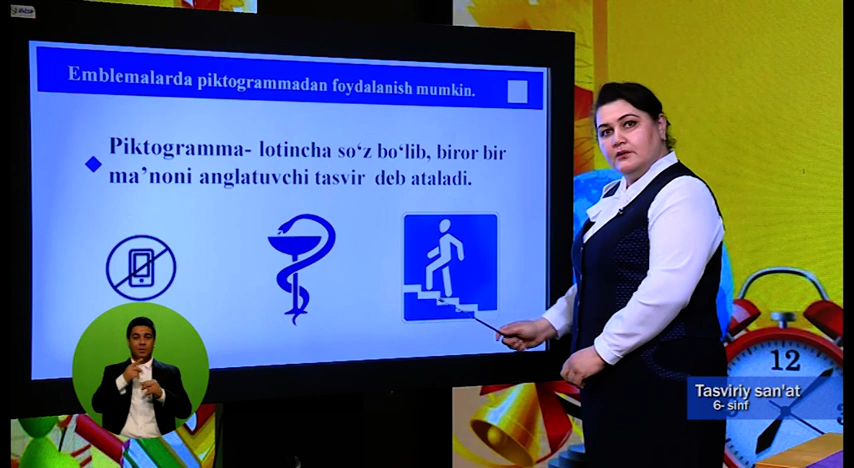 Emblemalarda piktogrammadan foydalanish mumkin.
Piktogramma- lotincha so‘z bo‘lib, biror bir
ma’noni anglatuvchi tasvir deb ataladi.
12
Tasviriy san'at
6- sinf